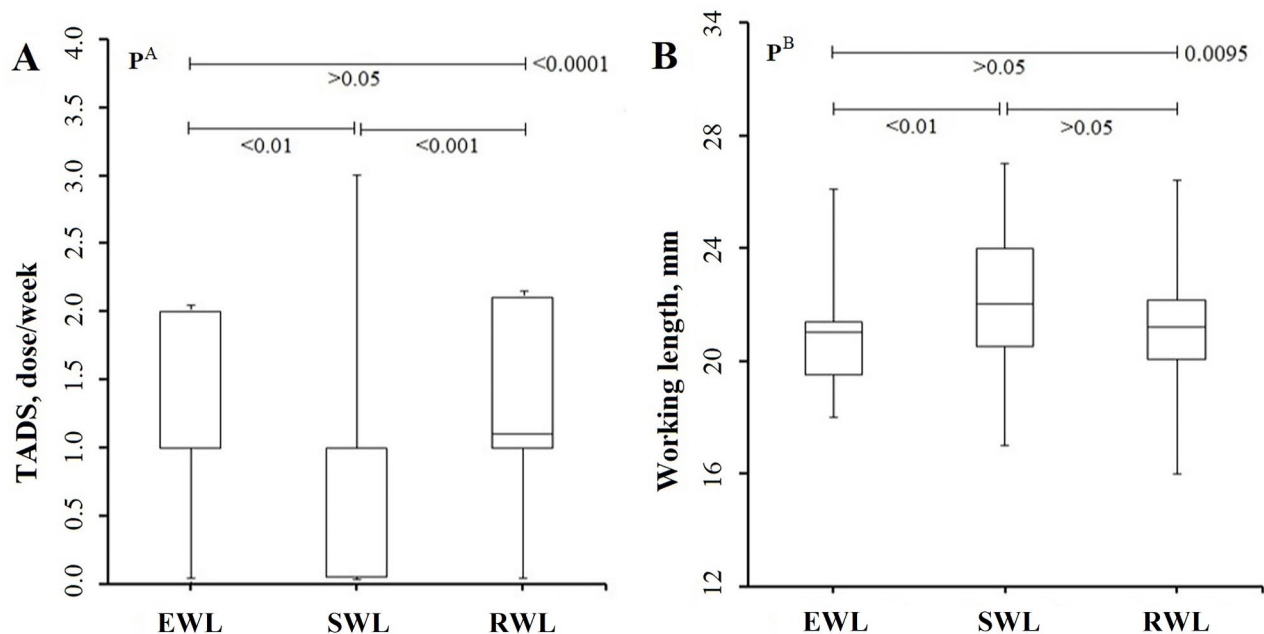 A
P^A
<0.0001
>0.05
<0.01
<0.001
TADS, dose/week
4.0
3.5
3.0
2.5
2.0
1.5
1.0
0.5
0.0
EWL SWL RWL
B
P^B
0.0095
>0.05
<0.01
>0.05
Working length, mm
34
28
24
20
16
12
EWL SWL RWL